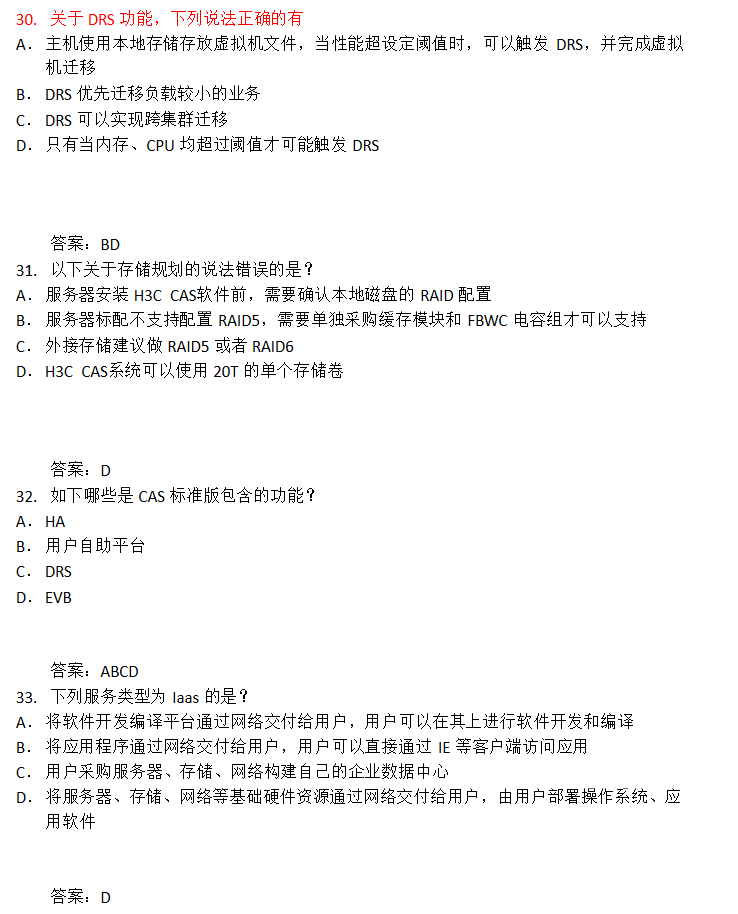 30. 关于 DRS 功能，下列说法正确的有
A. 主机使用本地存储存放虚拟机文件，当性能超设定阈值时，可以触发 DRS，并完成虚拟
机迁移
B. DRS 优先迁移负载较小的业务
C. DRS 可以实现跨集群迁移
D. 只有当内存、CPU 均超过阈值才可能触发 DRS
答案：BD
31. 以下关于存储规划的说法错误的是？
A. 服务器安装 H3C CAS软件前，需要确认本地磁盘的 RAID 配置
B. 服务器标配不支持配置 RAID5，需要单独采购缓存模块和 FBWC 电容组才可以支持
C. 外接存储建议做 RAID5 或者 RAID6
D. H3C CAS系统可以使用 20T 的单个存储卷
答案：D
32. 如下哪些是 CAS 标准版包含的功能？
A. HA
B. 用户自助平台
C. DRS
D. EVB
答案：ABCD
33. 下列服务类型为 Iaas 的是？
A. 将软件开发编译平台通过网络交付给用户，用户可以在其上进行软件开发和编译
B. 将应用程序通过网络交付给用户，用户可以直接通过 IE 等客户端访问应用
C. 用户采购服务器、存储、网络构建自己的企业数据中心
D. 将服务器、存储、网络等基础硬件资源通过网络交付给用户，由用户部署操作系统、应
用软件
答案：D